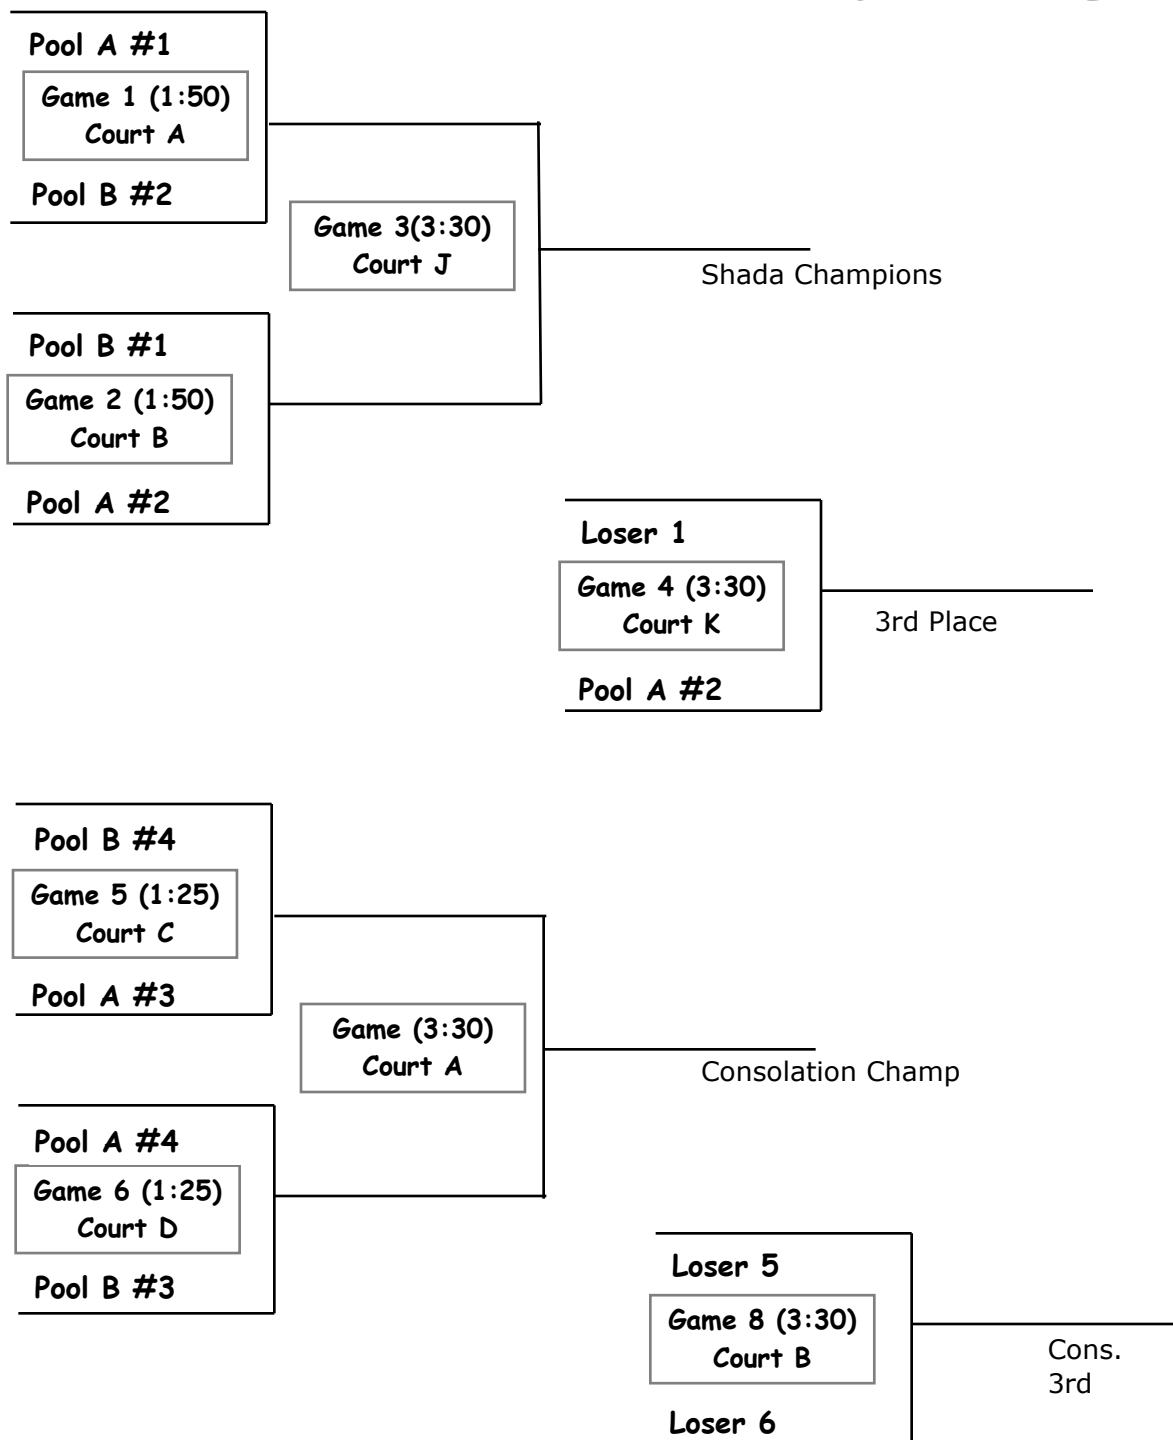 Pool A #1
Game 1 (1:50)
Court A
Pool B #2
Game 3(3:30)
Court J
Shada Champions
Pool B #1
Game 2 (1:50)
Court B
Pool A #2
Loser 1
Game 4 (3:30)
Court K
3rd Place
Pool A #2
Pool B #4
Game 5 (1:25)
Court C
Pool A #3
Game (3:30)
Court A
Consolation Champ
Pool A #4
Game 6 (1:25)
Court D
Pool B #3
Loser 5
Game 8 (3:30)
Court B
Cons.
3rd
Loser 6